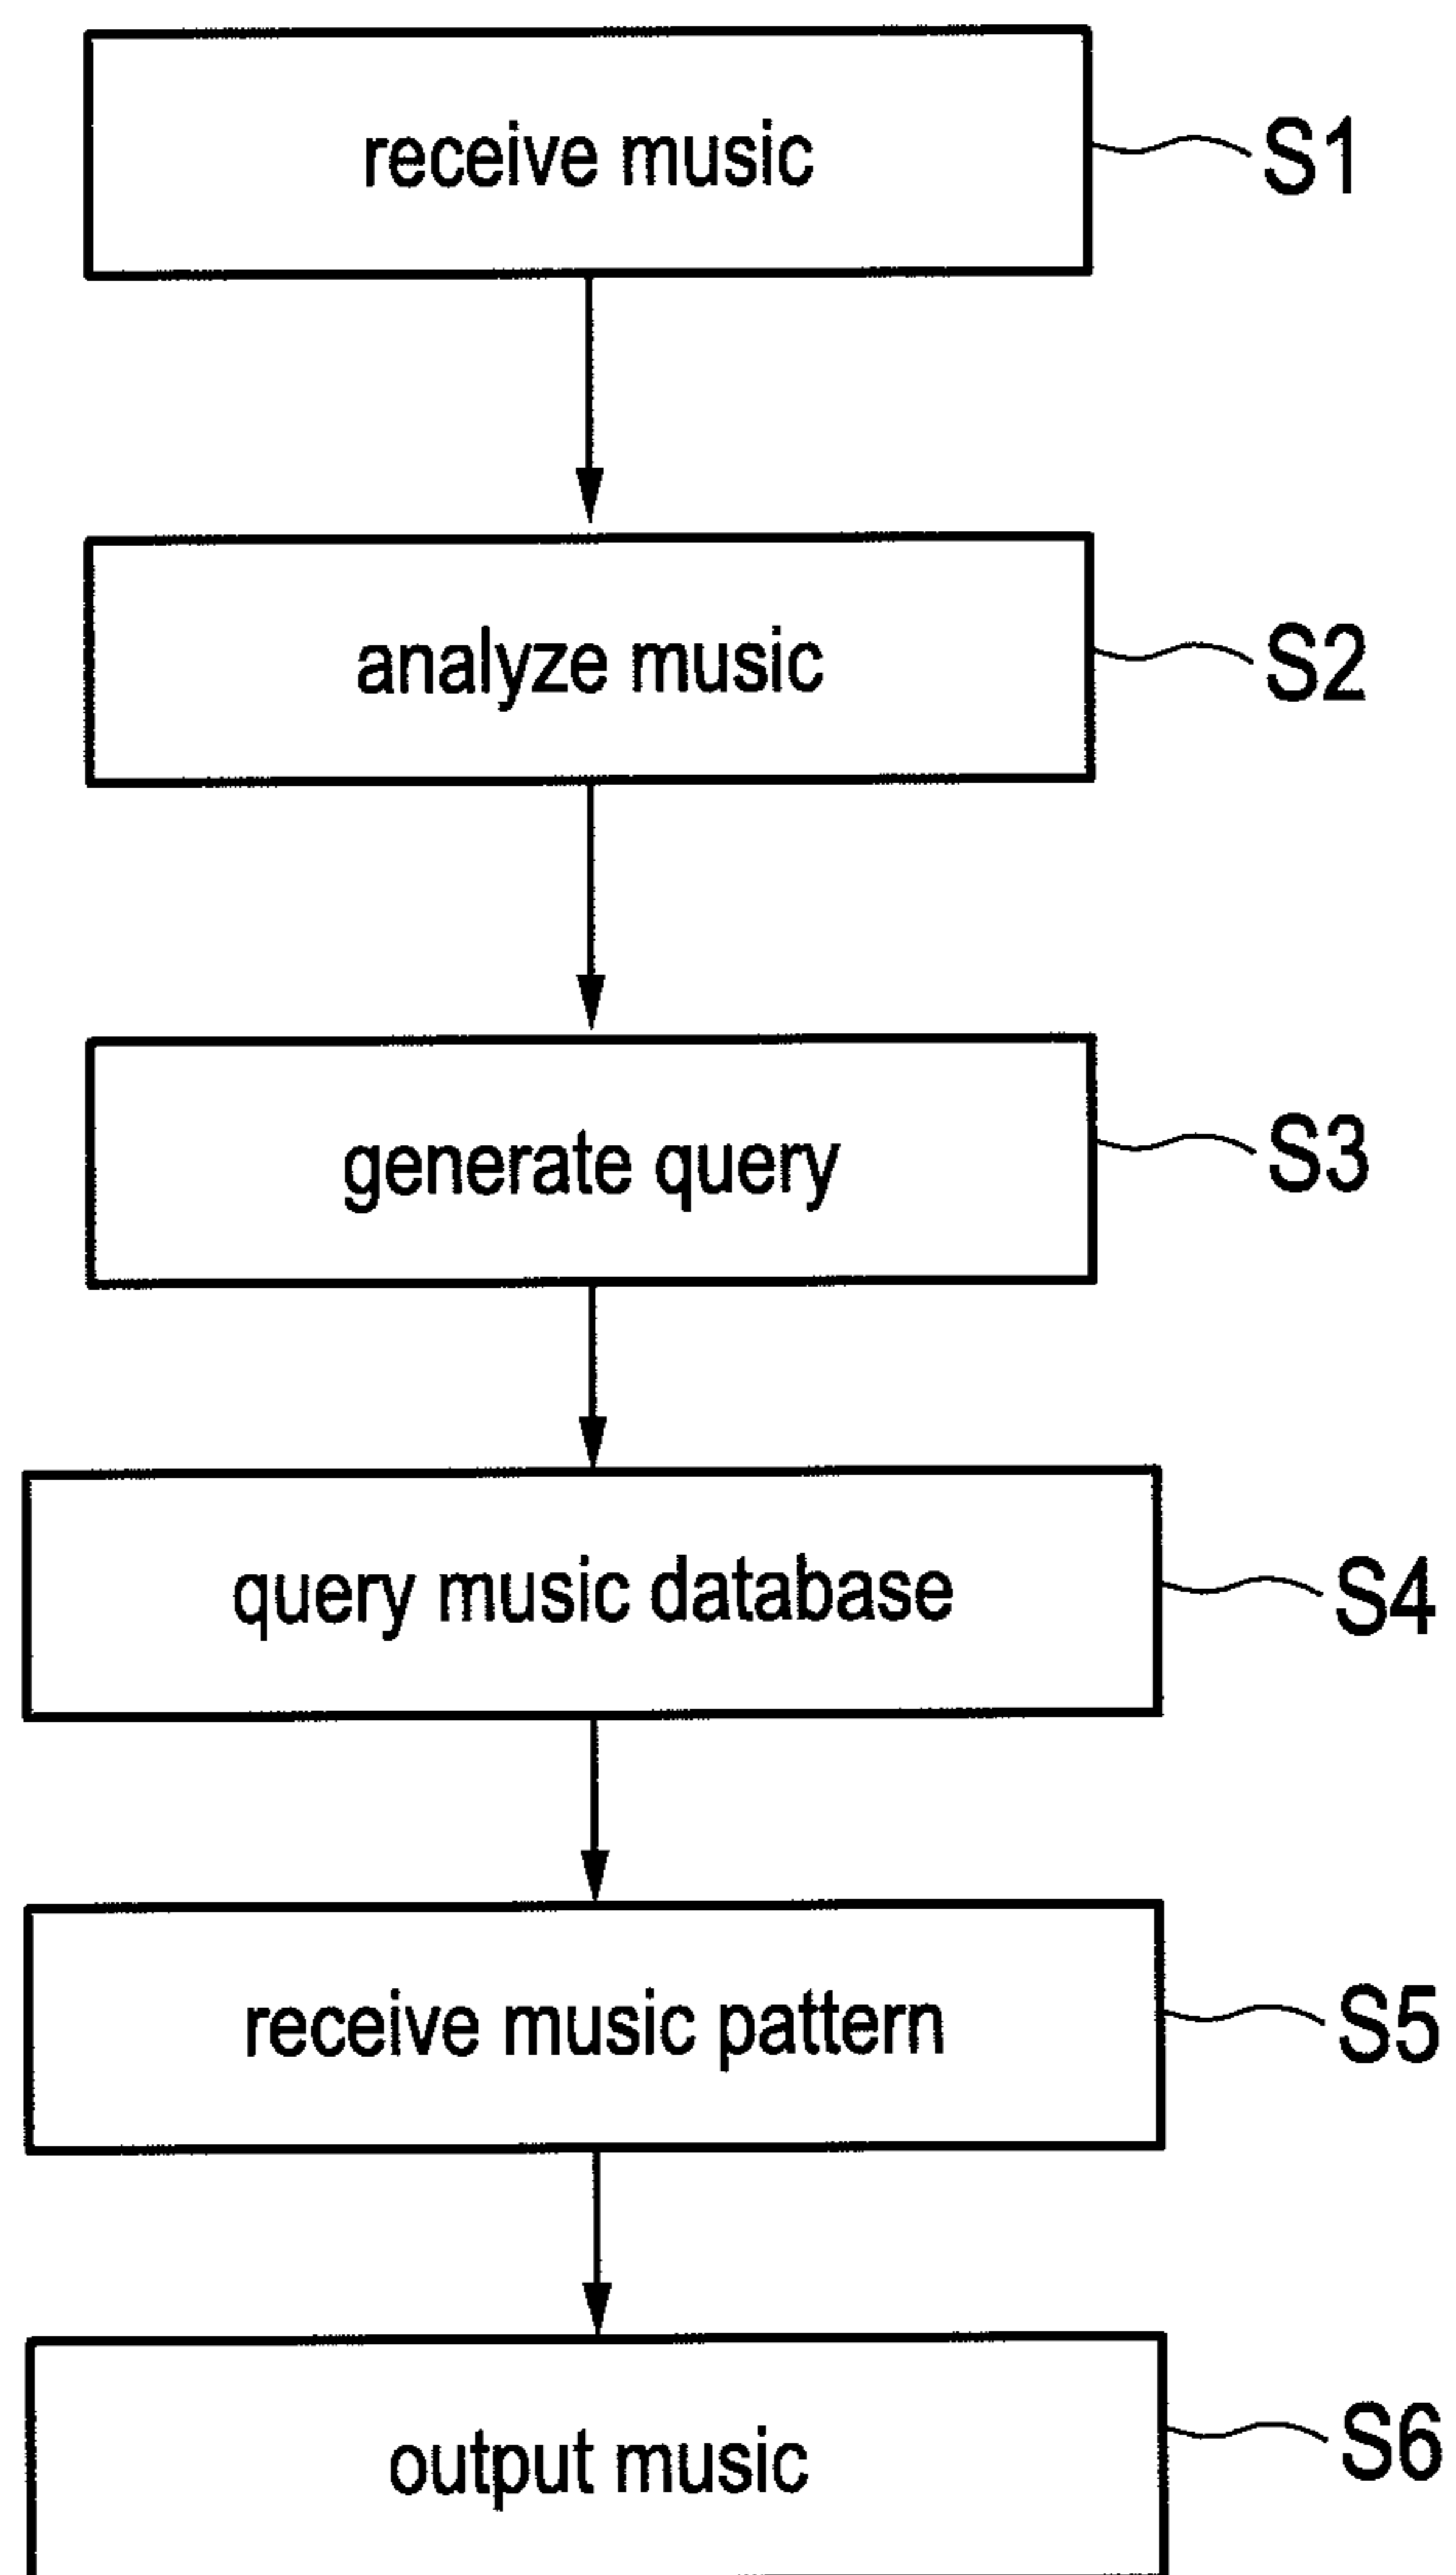 receive music
S1
analyze music
S2
generate query
S3
query music database
S4
receive music pattern
S5
output music
S6